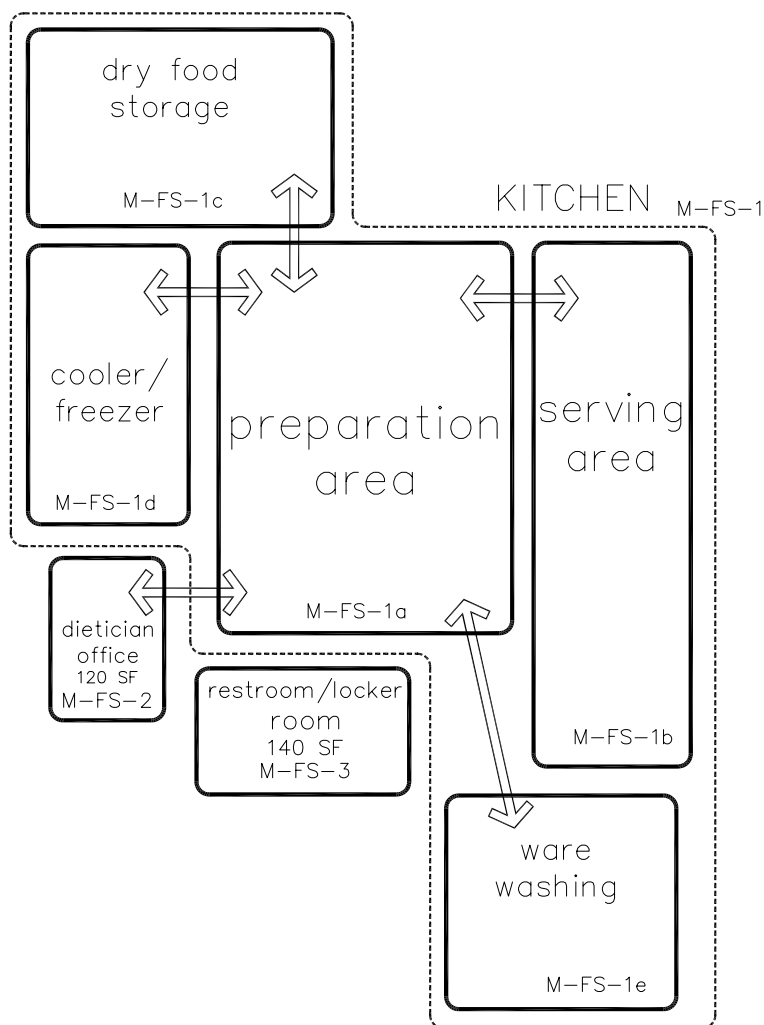 dry food
storage
M-FS-1c
KITCHEN M-FS-1
cooler/
freezer
M-FS-1d
preparation
area
M-FS-1a
serving
area
M-FS-1b
dietician
office
120 SF
M-FS-2
restroom/locker
room
140 SF
M-FS-3
ware
washing
M-FS-1e